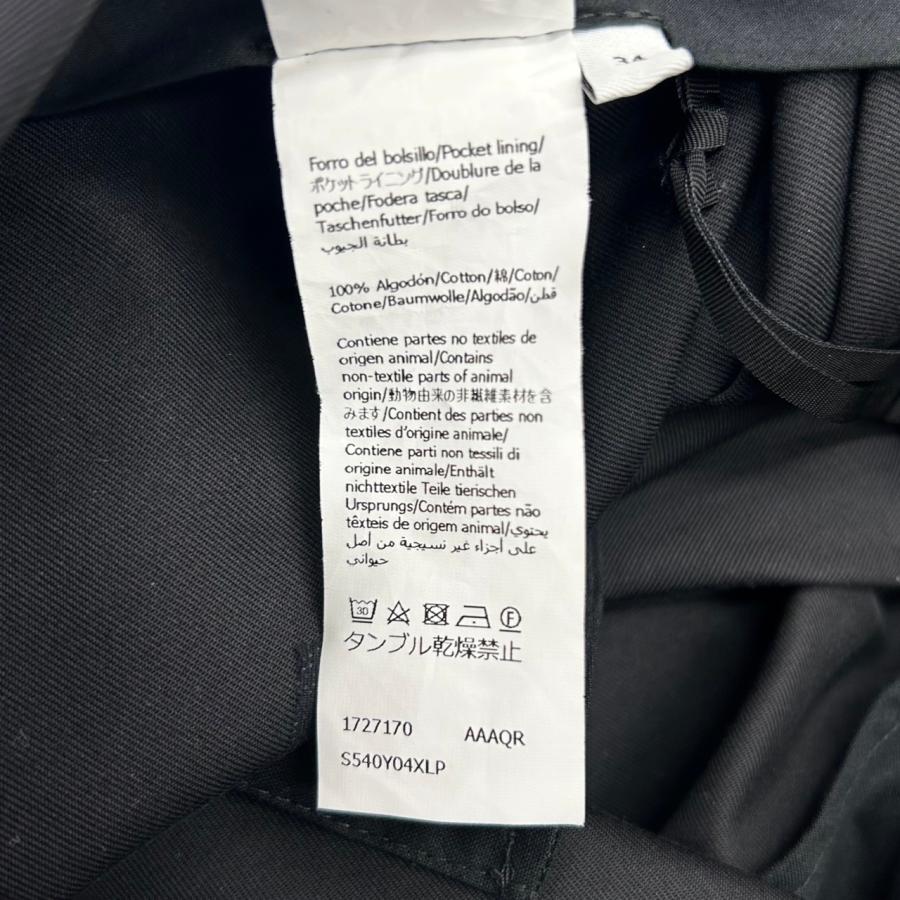 34
Forro del bolsillo/Pocket lining/
ポケットライニング/Doublure de la
poche/Fodera tasca/
Taschenfutter/Forro do bolso/
بطانة الجيوب
100% Algodón/Cotton/綿/Coton/
Cotone/Baumwolle/Algodão/قطن
Contiene partes no textiles de
origen animal/Contains
non-textile parts of animal
origin/動物由来の非繊維素材を含
みます/Contient des parties non
textiles d'origine animale/
Contiene parti non tessili di
origine animale/Enthält
nichttextile Teile tierischen
Ursprungs/Contém partes não
têxteis de origem animal/يحتوي
على أجزاء غير نسيجية من أصل
حيواني
30 F
タンブル乾燥禁止
1727170 AAAQR
S540Y04XLP